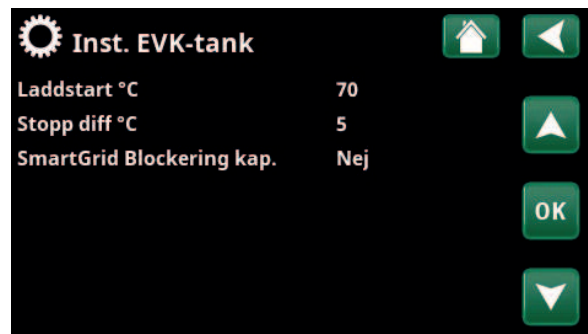 Inst. EVK-tank
Laddstart °C 70
Stopp diff °C 5
SmartGrid Blockering kap. Nej
OK